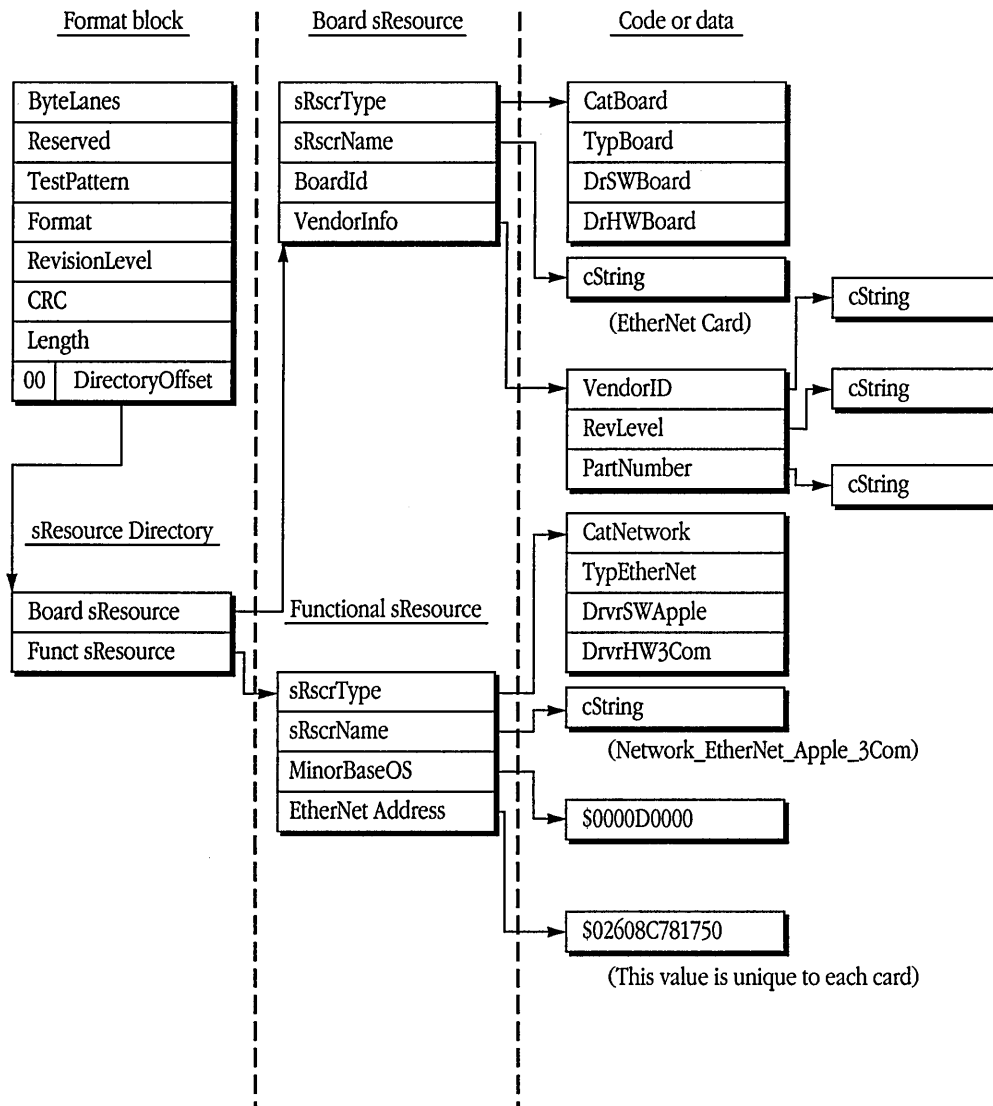 Format block
ByteLanes
Reserved
TestPattern
Format
RevisionLevel
CRC
Length
00 DirectoryOffset
sResource Directory
Board sResource
Funct sResource
Board sResource
sRscrType
sRscrName
BoardId
VendorInfo
Functional sResource
sRscrType
sRscrName
MinorBaseOS
EtherNet Address
Code or data
CatBoard
TypBoard
DrSWBoard
DrHWBoard
cString
(EtherNet Card)
VendorID
RevLevel
PartNumber
cString
cString
cString
CatNetwork
TypEtherNet
DrvrSWApple
DrvrHW3Com
cString
(Network_EtherNet_Apple_3Com)
$0000D0000
$02608C781750
(This value is unique to each card)